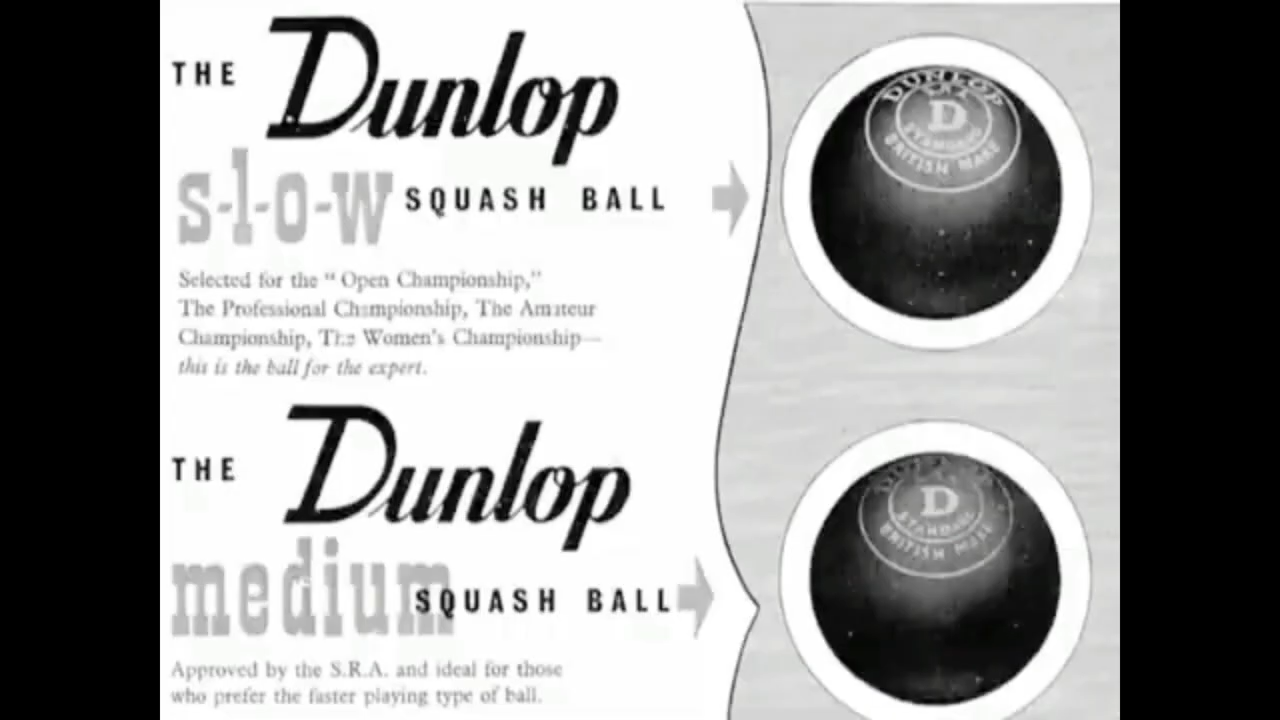 THE Dunlop
s-l-o-w SQUASH BALL
Selected for the “Open Championship,”
The Professional Championship, The Amateur
Championship, The Women's Championship—
this is the ball for the expert.
DUNLOP
D
STANDARD
BRITISH MAKE
THE Dunlop
medium SQUASH BALL
Approved by the S.R.A. and ideal for those
who prefer the faster playing type of ball.
D
STANDARD
BRITISH MAKE